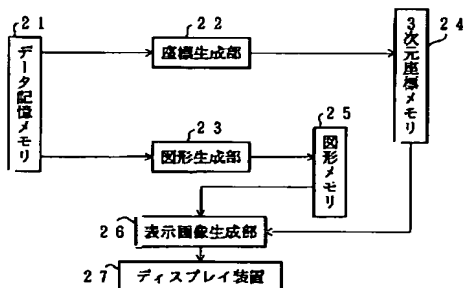 21
データ記憶メモリ
22
座標生成部
3次元座標メモリ
24
23
図形生成部
25
図形メモリ
26
表示画像生成部
27
ディスプレイ装置